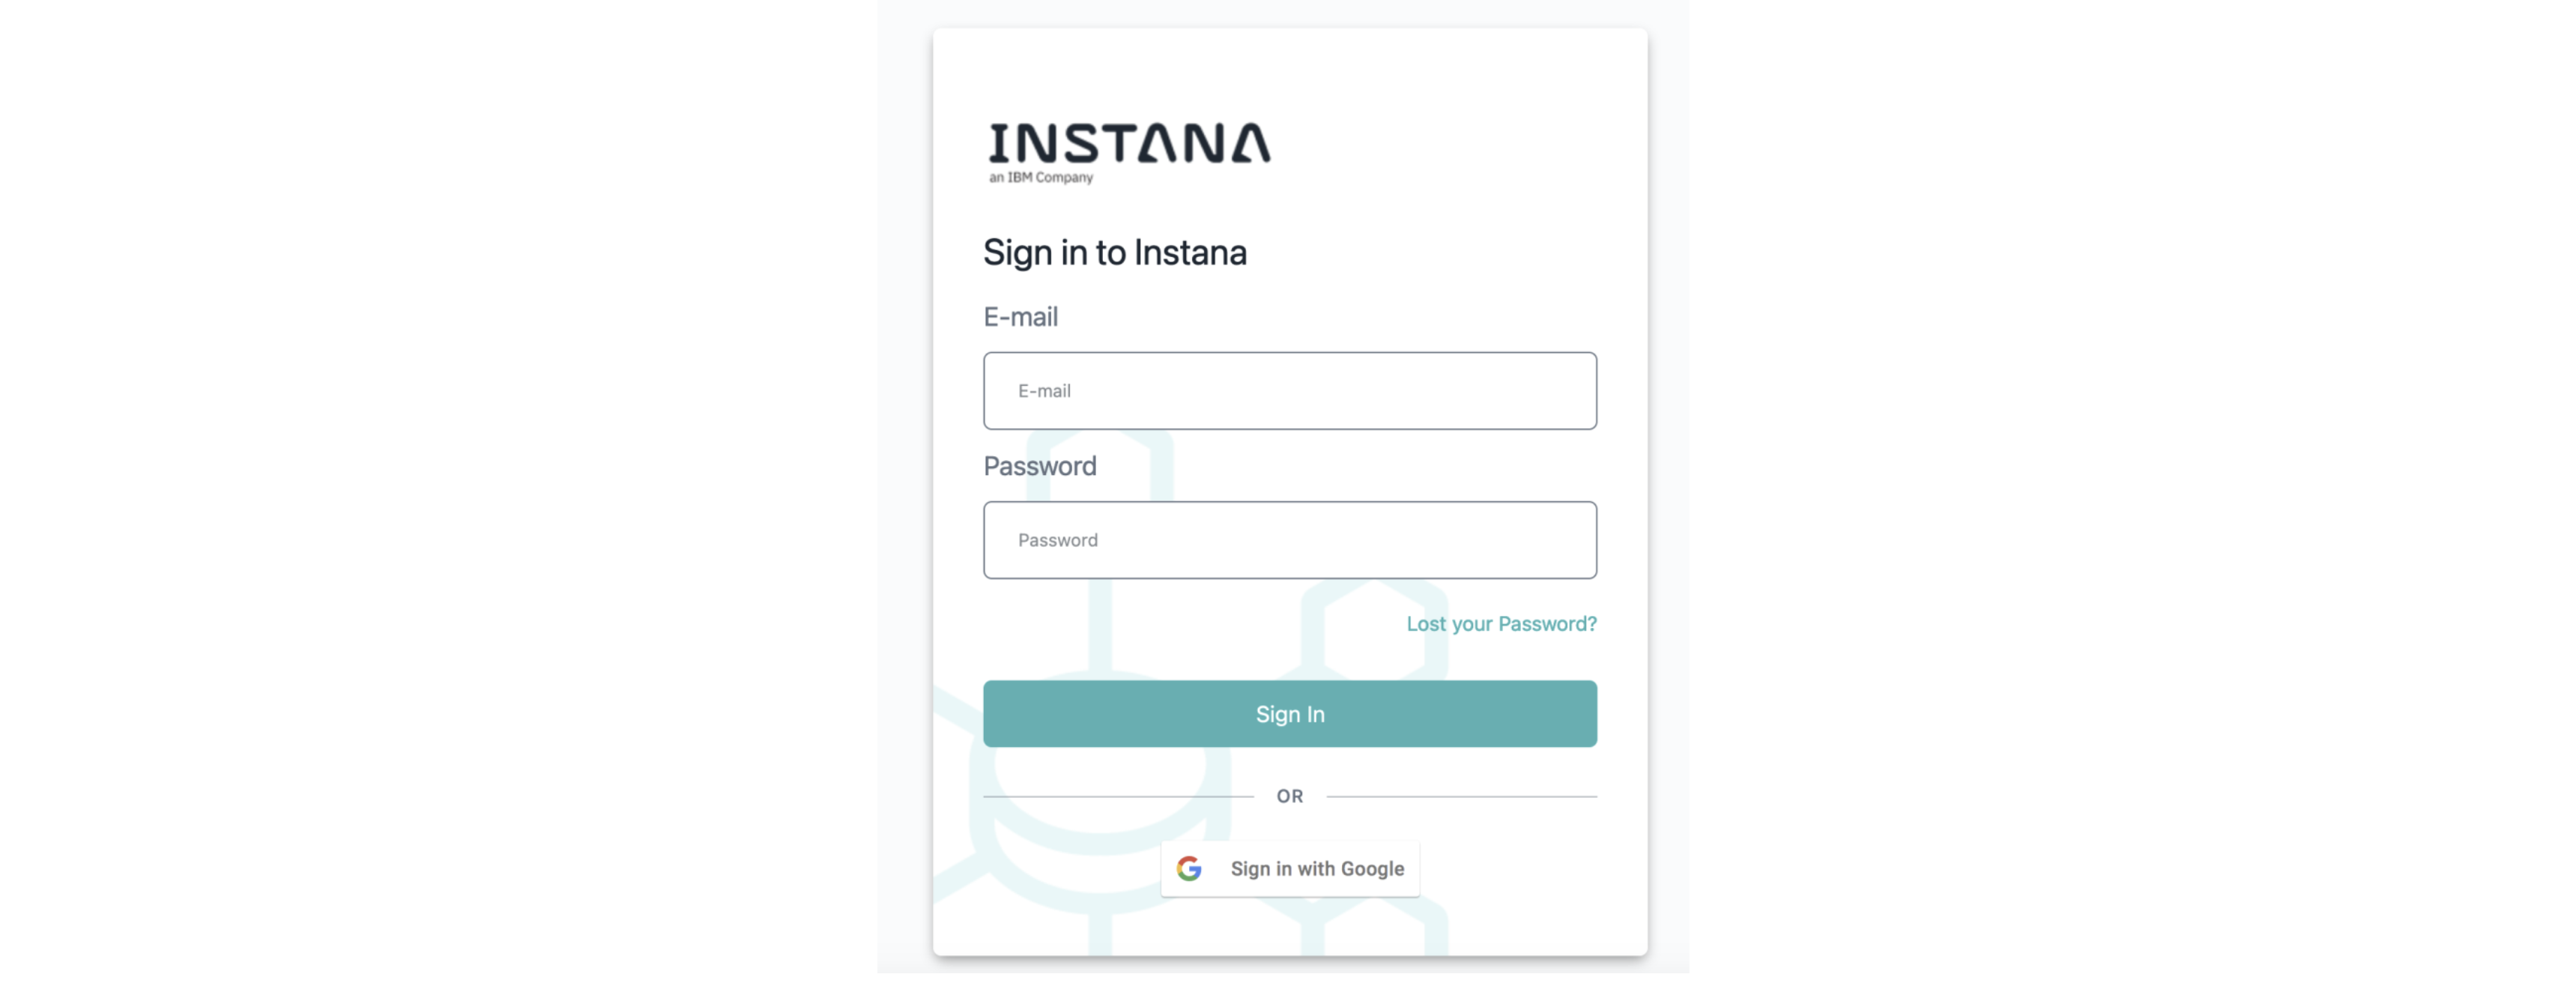 INSTANA
an IBM Company
Sign in to Instana
E-mail
E-mail
Password
Password
Lost your Password?
Sign In
OR
Sign in with Google